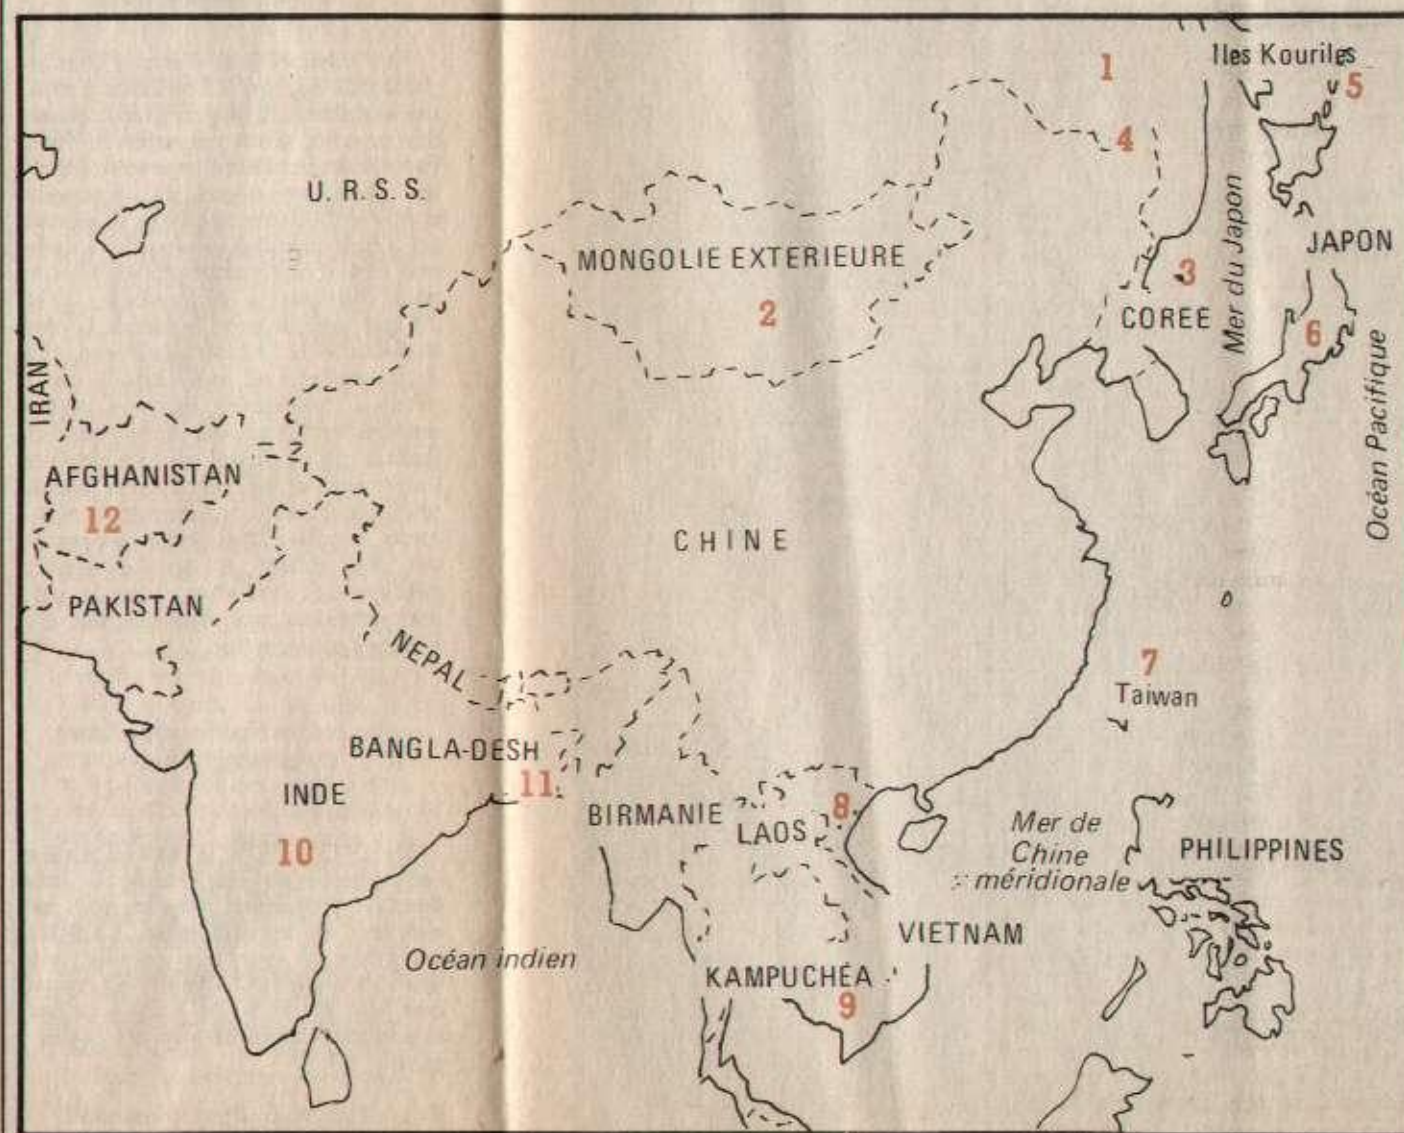 1
Iles Kouriles
5
4
U. R. S. S.
Mer du Japon
JAPON
MONGOLIE EXTERIEURE
3
2
COREE
6
IRAN
Océan Pacifique
AFGHANISTAN
12
CHINE
PAKISTAN
NEPAL
7
Taiwan
BANGLA-DESH
11
INDE
BIRMANIE
8
LAOS
10
Mer de
Chine
méridionale
PHILIPPINES
VIETNAM
Océan indien
KAMPUCHÉA
9